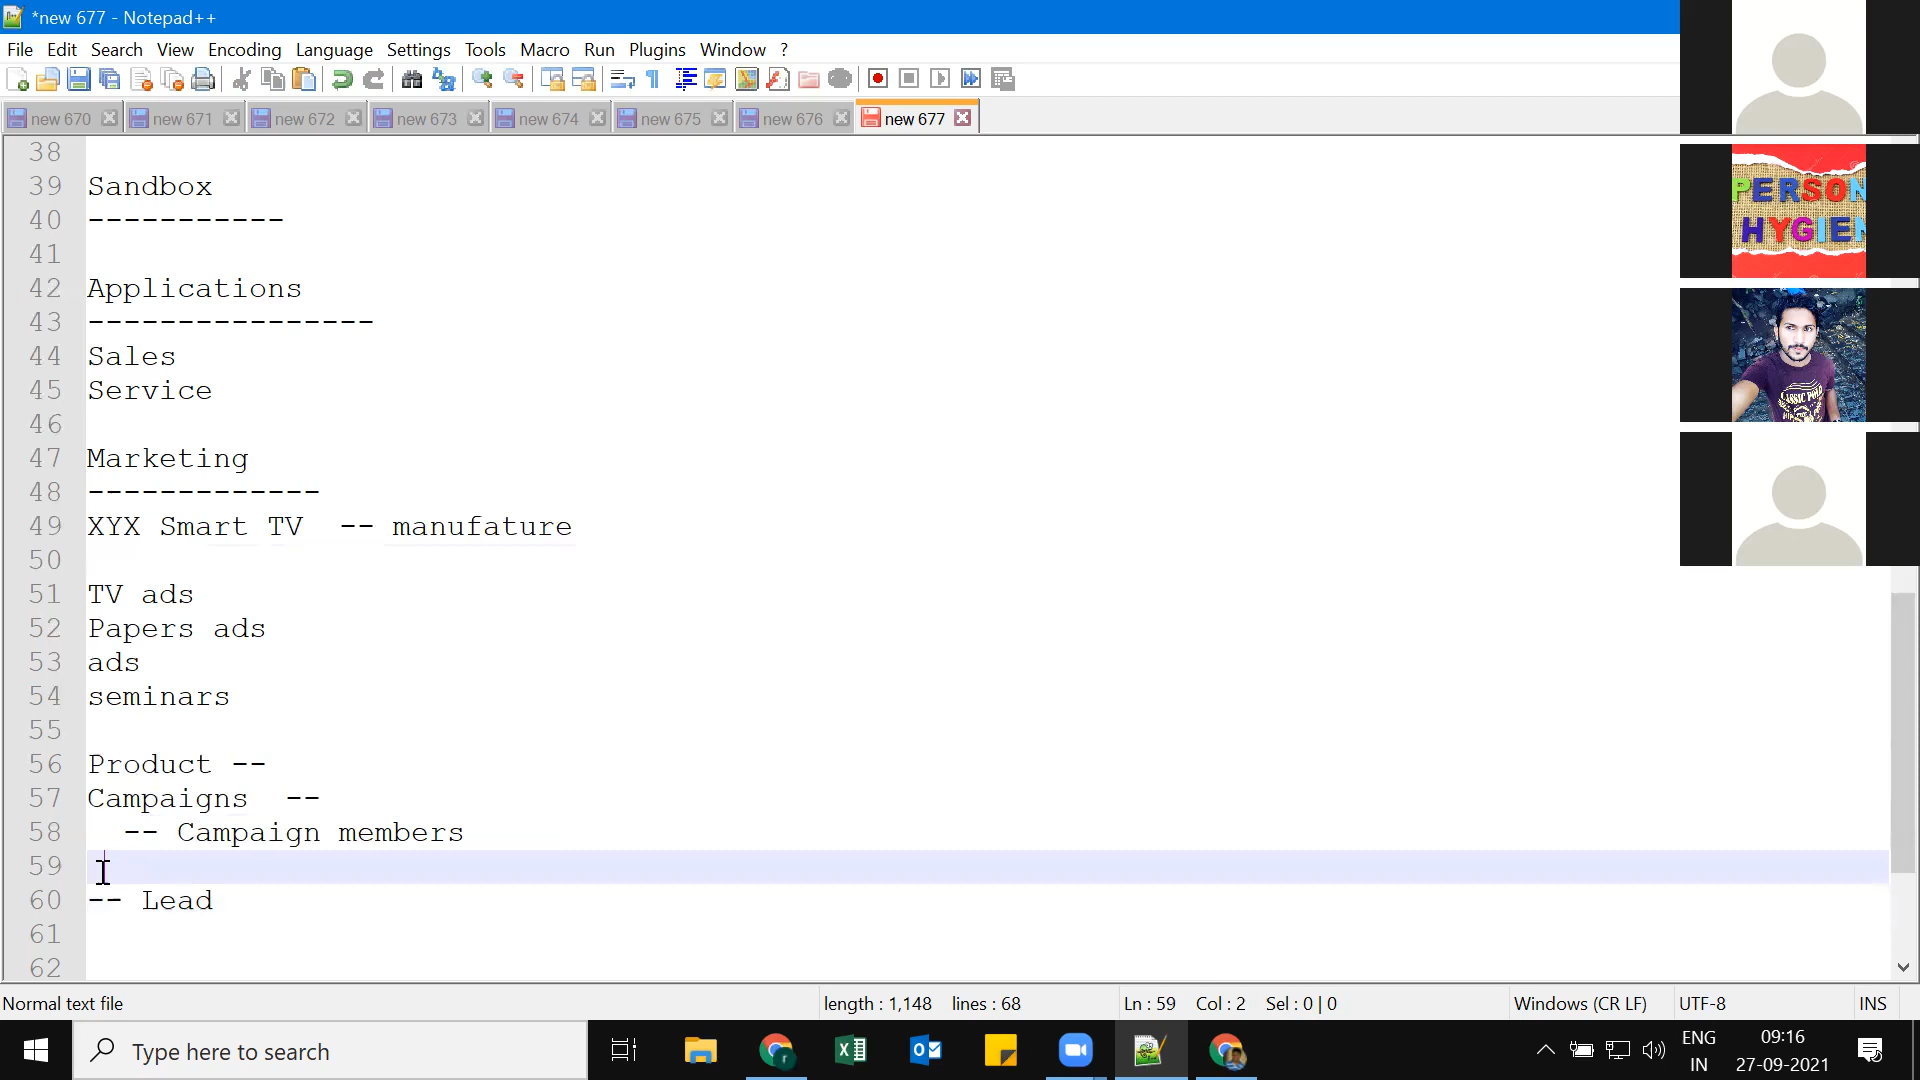 *new 677 - Notepad++
File Edit Search View Encoding Language Settings Tools Macro Run Plugins Window ?
new 670 new 671 new 672 new 673 new 674 new 675 new 676 new 677
38
39 Sandbox
40 -----------
41
42 Applications
43 ----------------
44 Sales
45 Service
46
47 Marketing
48 -------------
49 XYX Smart TV -- manufature
50
51 TV ads
52 Papers ads
53 ads
54 seminars
55
56 Product --
57 Campaigns --
58 -- Campaign members
59
60 -- Lead
61
62
PERSON
HYGIE
CLASSIC POLO
Normal text file length : 1,148 lines : 68 Ln : 59 Col : 2 Sel : 0 | 0 Windows (CR LF) UTF-8 INS
Type here to search
ENG
IN
09:16
27-09-2021